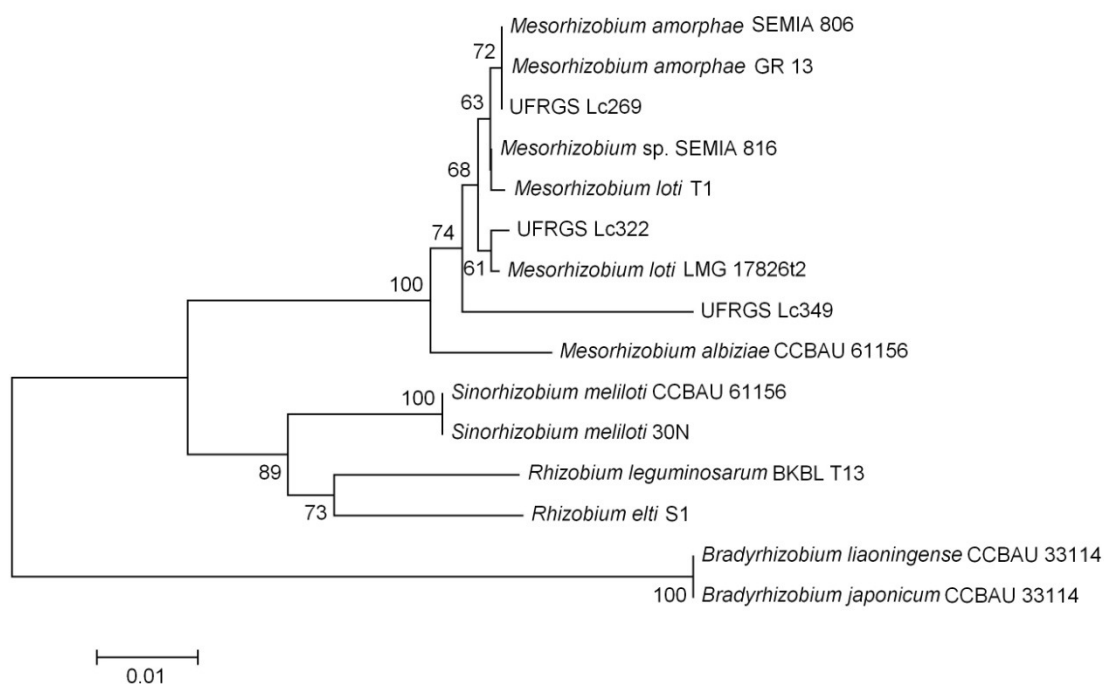 Mesorhizobium amorphae SEMIA 806
72
Mesorhizobium amorphae GR 13
63
UFRGS Lc269
Mesorhizobium sp. SEMIA 816
68
Mesorhizobium loti T1
74
UFRGS Lc322
61
Mesorhizobium loti LMG 17826t2
100
UFRGS Lc349
Mesorhizobium albiziae CCBAU 61156
100
Sinorhizobium meliloti CCBAU 61156
Sinorhizobium meliloti 30N
89
Rhizobium leguminosarum BKBL T13
73
Rhizobium elti S1
Bradyrhizobium liaoningense CCBAU 33114
100
Bradyrhizobium japonicum CCBAU 33114
0.01